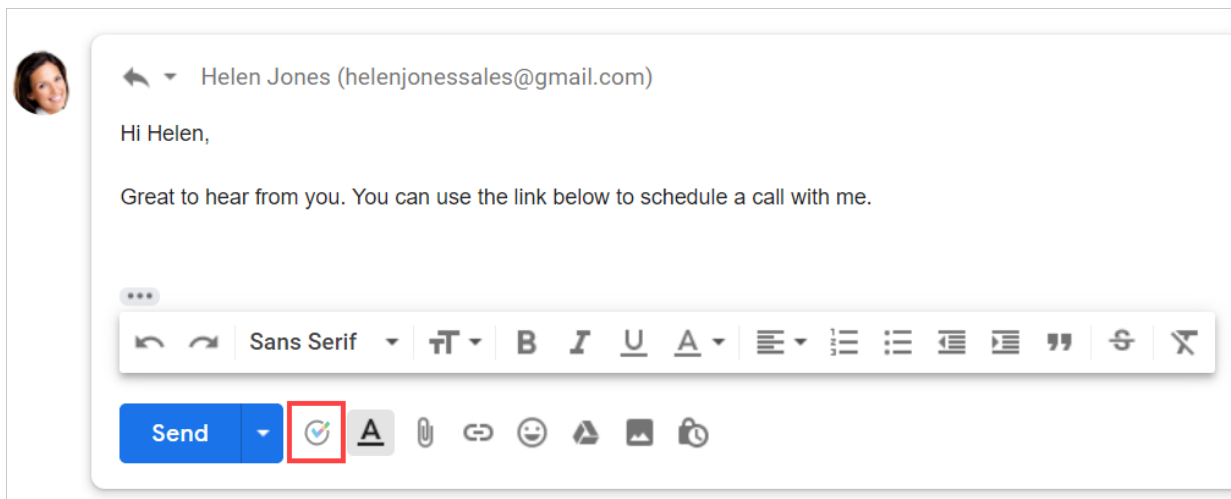 Helen Jones (helenjonessales@gmail.com)
Hi Helen,
Great to hear from you. You can use the link below to schedule a call with me.
Sans Serif
Send